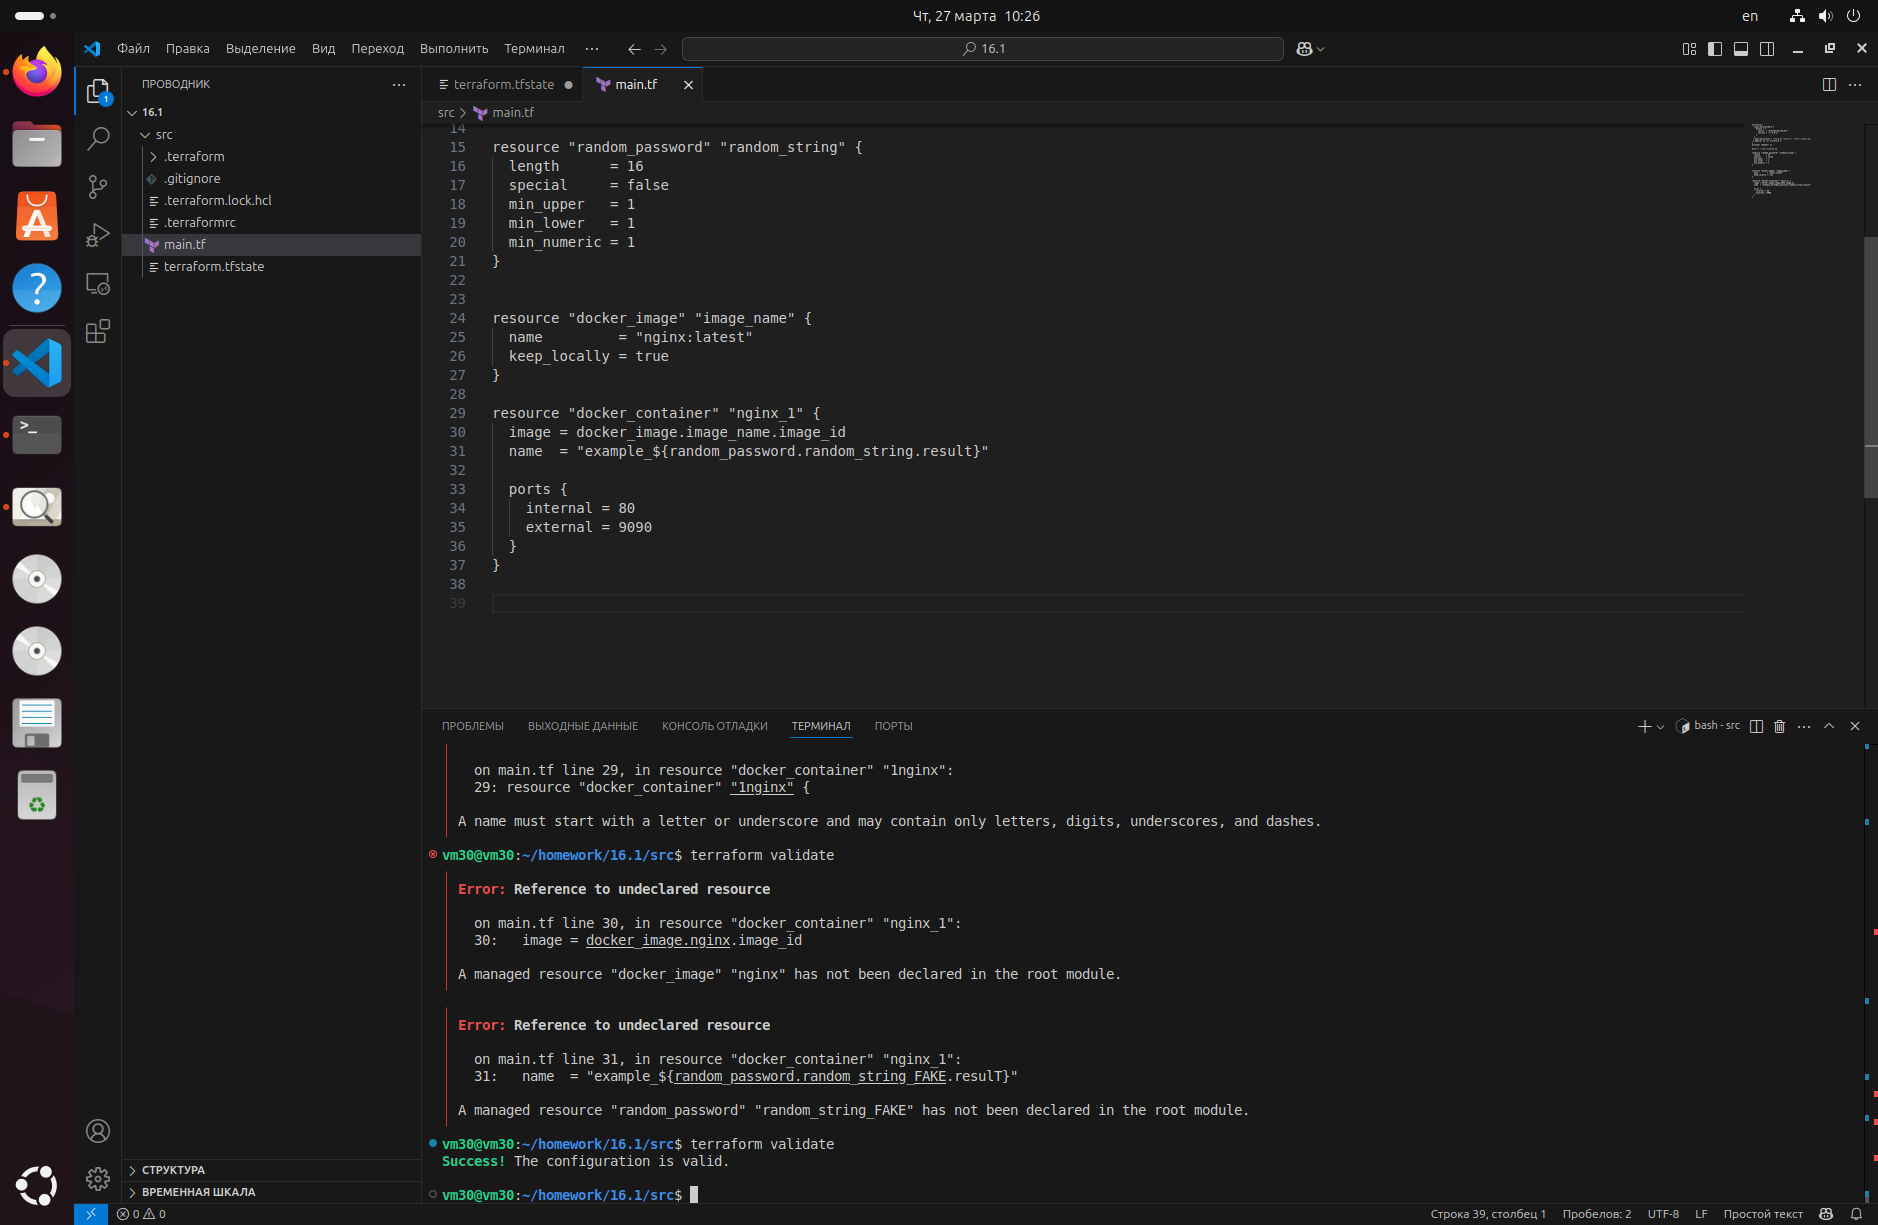 Чт, 27 марта  10:26
en
Файл Правка Выделение Вид Переход Выполнить Терминал ···
16.1
ПРОВОДНИК
1
16.1
src
.terraform
.gitignore
.terraform.lock.hcl
.terraformrc
main.tf
terraform.tfstate
СТРУКТУРА
ВРЕМЕННАЯ ШКАЛА
terraform.tfstate
main.tf
src > main.tf
14
15 resource "random_password" "random_string" {
16   length      = 16
17   special     = false
18   min_upper   = 1
19   min_lower   = 1
20   min_numeric = 1
21 }
22
23
24 resource "docker_image" "image_name" {
25   name         = "nginx:latest"
26   keep_locally = true
27 }
28
29 resource "docker_container" "nginx_1" {
30   image = docker_image.image_name.image_id
31   name  = "example_${random_password.random_string.result}"
32
33   ports {
34     internal = 80
35     external = 9090
36   }
37 }
38
39
ПРОБЛЕМЫ ВЫХОДНЫЕ ДАННЫЕ КОНСОЛЬ ОТЛАДКИ ТЕРМИНАЛ ПОРТЫ
bash - src
on main.tf line 29, in resource "docker_container" "1nginx":
29: resource "docker_container" "1nginx" {
A name must start with a letter or underscore and may contain only letters, digits, underscores, and dashes.
vm30@vm30:~/homework/16.1/src$ terraform validate
Error: Reference to undeclared resource
on main.tf line 30, in resource "docker_container" "nginx_1":
30:   image = docker_image.nginx.image_id
A managed resource "docker_image" "nginx" has not been declared in the root module.
Error: Reference to undeclared resource
on main.tf line 31, in resource "docker_container" "nginx_1":
31:   name  = "example_${random_password.random_string_FAKE.resulT}"
A managed resource "random_password" "random_string_FAKE" has not been declared in the root module.
vm30@vm30:~/homework/16.1/src$ terraform validate
Success! The configuration is valid.
vm30@vm30:~/homework/16.1/src$
0 0
Строка 39, столбец 1 Пробелов: 2 UTF-8 LF Простой текст